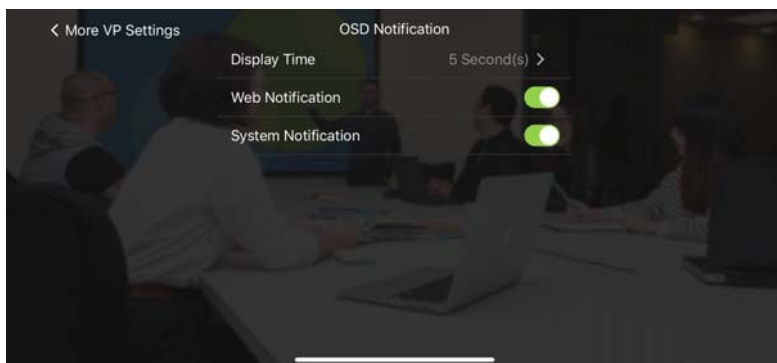 More VP Settings
OSD Notification
Display Time
5 Second(s)
Web Notification
System Notification